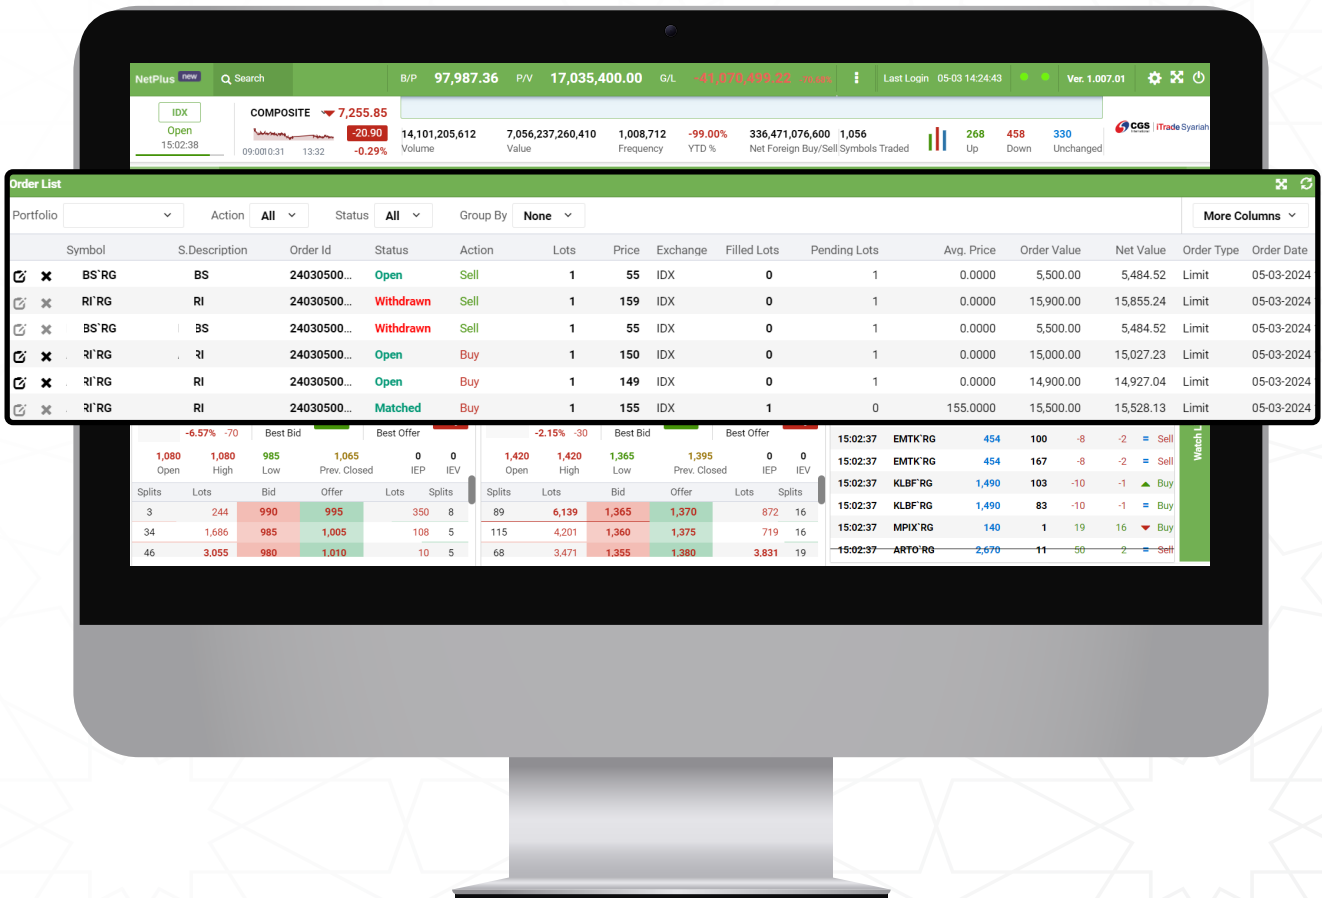 NetPlus new Search B/P 97,987.36 P/V 17,035,400.00 G/L -41,070,499.22 Last Login 05-03 14:24:43 Ver. 1.007.01
IDX COMPOSITE 7,255.85
Open -20.90 14,101,205,612 7,056,237,260,410 1,008,712 -99.00% 336,471,076,600 1,056 268 458 330 CGS International iTrade Syariah
15:02:38 09:0010:31 13:32 -0.29% Volume Value Frequency YTD % Net Foreign Buy/Sell Symbols Traded Up Down Unchanged
Order List
Portfolio Action All Status All Group By None More Columns
Symbol S.Description Order Id Status Action Lots Price Exchange Filled Lots Pending Lots Avg. Price Order Value Net Value Order Type Order Date
BS`RG BS 24030500... Open Sell 1 55 IDX 0 1 0.0000 5,500.00 5,484.52 Limit 05-03-2024
RI`RG RI 24030500... Withdrawn Sell 1 159 IDX 0 1 0.0000 15,900.00 15,855.24 Limit 05-03-2024
BS`RG BS 24030500... Withdrawn Sell 1 55 IDX 0 1 0.0000 5,500.00 5,484.52 Limit 05-03-2024
RI`RG RI 24030500... Open Buy 1 150 IDX 0 1 0.0000 15,000.00 15,027.23 Limit 05-03-2024
RI`RG RI 24030500... Open Buy 1 149 IDX 0 1 0.0000 14,900.00 14,927.04 Limit 05-03-2024
RI`RG RI 24030500... Matched Buy 1 155 IDX 1 0 155.0000 15,500.00 15,528.13 Limit 05-03-2024
-6.57% -70 Best Bid Best Offer
1,080 1,080 985 1,065 0 0
Open High Low Prev. Closed IEP IEV
Splits Lots Bid Offer Lots Splits
3 244 990 995 350 8
34 1,686 985 1,005 108 5
46 3,055 980 1,010 10 5
-2.15% -30 Best Bid Best Offer
1,420 1,420 1,365 1,395 0 0
Open High Low Prev. Closed IEP IEV
Splits Lots Bid Offer Lots Splits
89 6,139 1,365 1,370 872 16
115 4,201 1,360 1,375 719 16
68 3,471 1,355 1,380 3,831 19
15:02:37 EMTK`RG 454 100 -8 -2 = Sell
15:02:37 EMTK`RG 454 167 -8 -2 = Sell
15:02:37 KLBF`RG 1,490 103 -10 -1 Buy
15:02:37 KLBF`RG 1,490 83 -10 -1 = Buy
15:02:37 MPIX`RG 140 1 19 16 Buy
15:02:37 ARTO`RG 2,670 11 50 2 = Sell
Watch